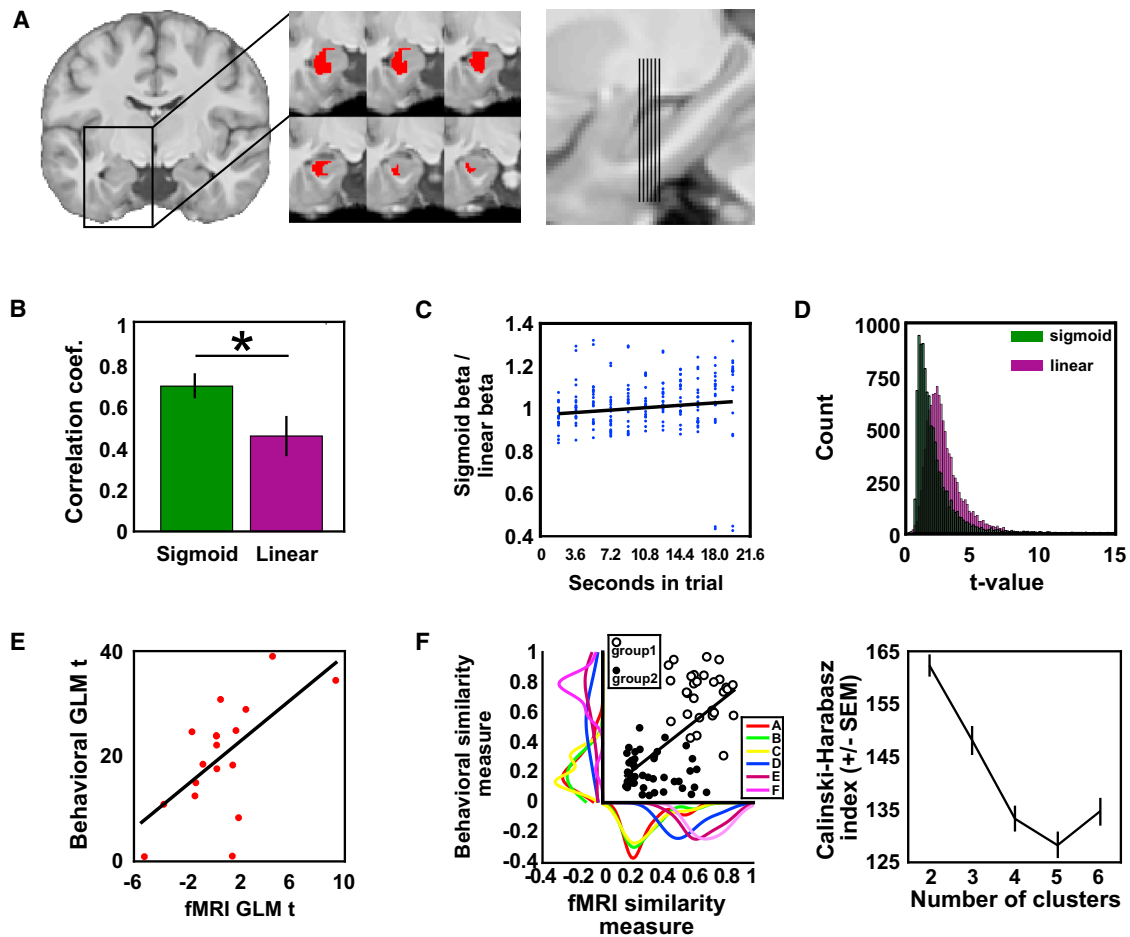 A
B
Correlation coef.
1
0.8
0.6
0.4
0.2
0
*
Sigmoid Linear
C
Sigmoid beta /
linear beta
1.4
1.2
1
0.8
0.6
0.4
0 3.6 7.2 10.8 14.4 18.0 21.6
Seconds in trial
D
Count
1000
750
500
250
0
sigmoid
linear
0 5 10 15
t-value
E
Behavioral GLM t
40
20
0
-6 -2 2 6 10
fMRI GLM t
F
Behavioral similarity
measure
1
0.8
0.6
0.4
0.2
0
-0.2
-0.4
group1
group2
A
B
C
D
E
F
-0.4 -0.2 0 0.2 0.4 0.6 0.8 1
fMRI similarity
measure
Calinski-Harabasz
index (+/- SEM)
165
155
145
135
125
2 3 4 5 6
Number of clusters